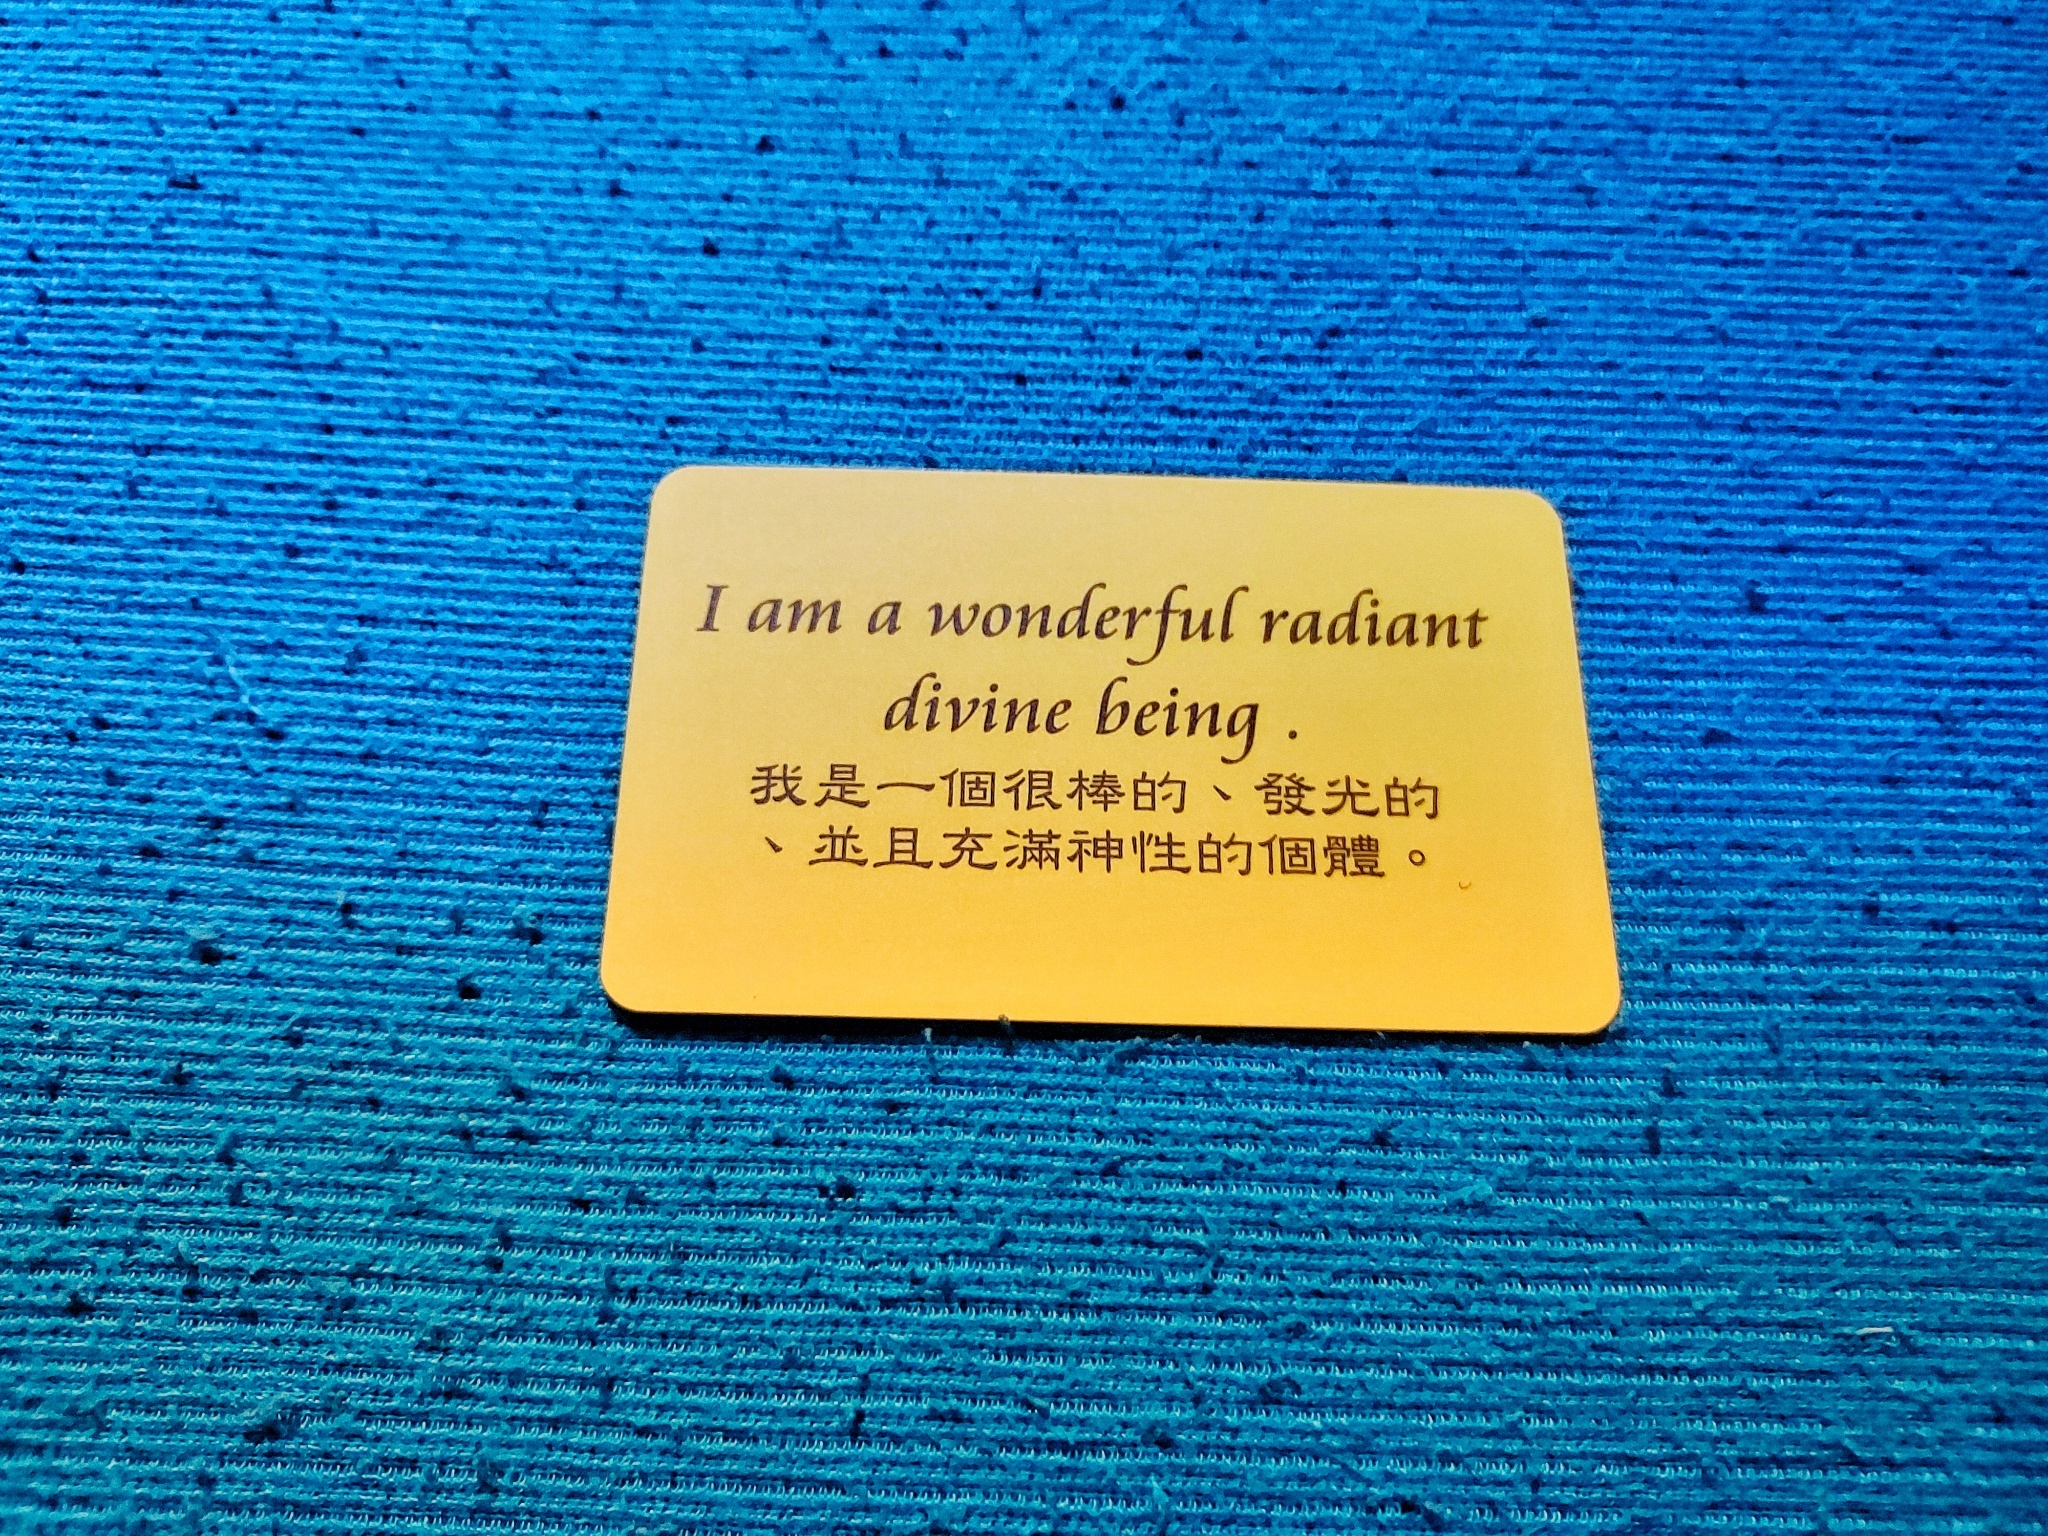 I am a wonderful radiant
divine being .
我是一個很棒的、發光的
、並且充滿神性的個體。